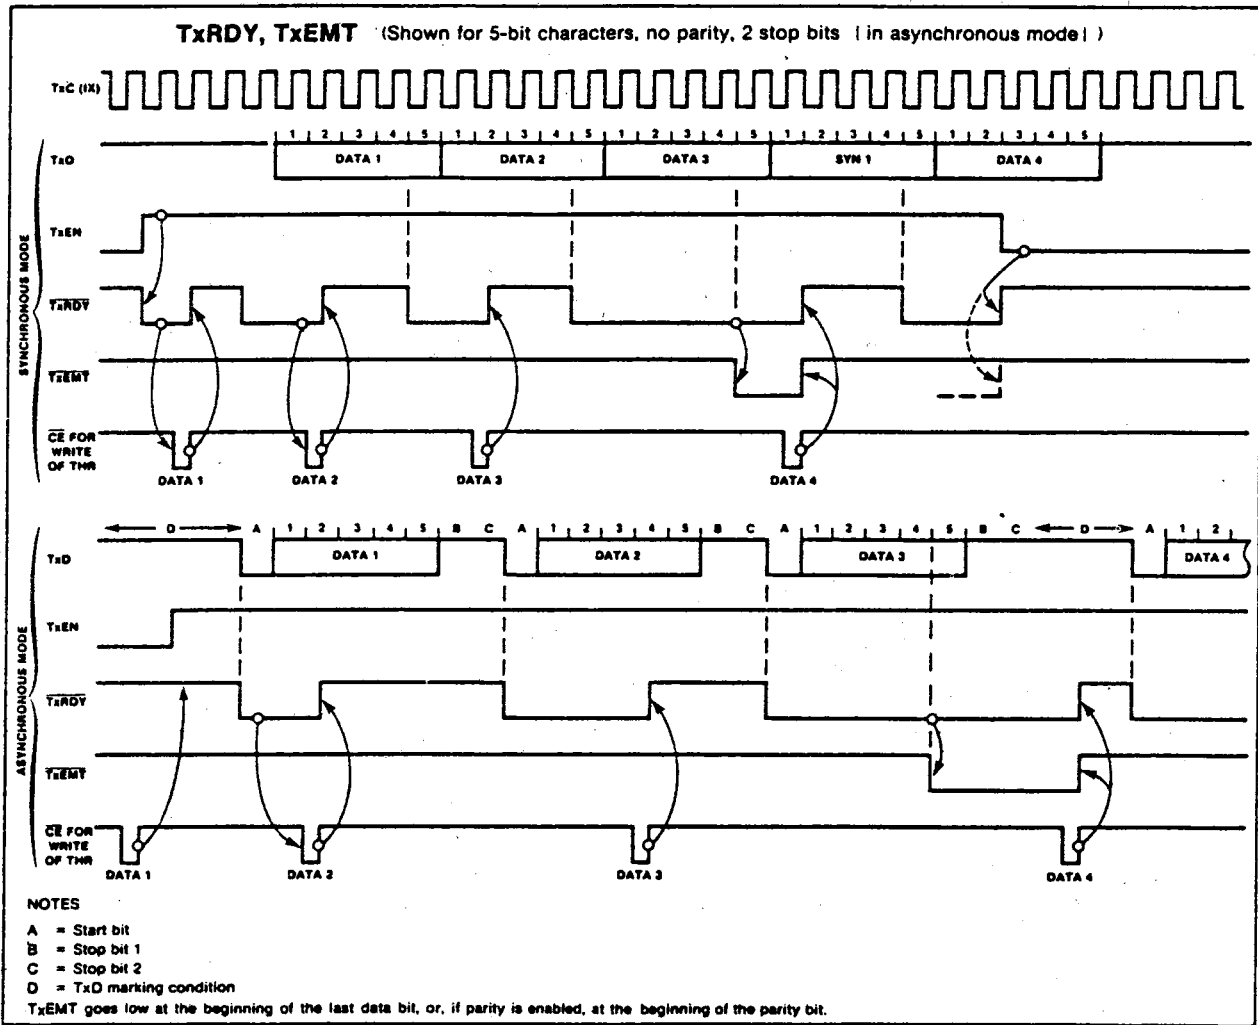 TxRDY, TxEMT (Shown for 5-bit characters, no parity, 2 stop bits [in asynchronous mode])
TxC (1X)
SYNCHRONOUS MODE
1 2 3 4 5 1 2 3 4 5 1 2 3 4 5 1 2 3 4 5 1 2 3 4 5
TxD DATA 1 DATA 2 DATA 3 SYN 1 DATA 4
TxEN
TxRDY
TxEMT
CE FOR
WRITE
OF THR
DATA 1 DATA 2 DATA 3 DATA 4
ASYNCHRONOUS MODE
D A 1 2 3 4 5 B C A 1 2 3 4 5 B C A 1 2 3 4 5 B C D A 1 2
TxD DATA 1 DATA 2 DATA 3 DATA 4
TxEN
TxRDY
TxEMT
CE FOR
WRITE
OF THR
DATA 1 DATA 2 DATA 3 DATA 4
NOTES
A = Start bit
B = Stop bit 1
C = Stop bit 2
D = TxD marking condition
TxEMT goes low at the beginning of the last data bit, or, if parity is enabled, at the beginning of the parity bit.